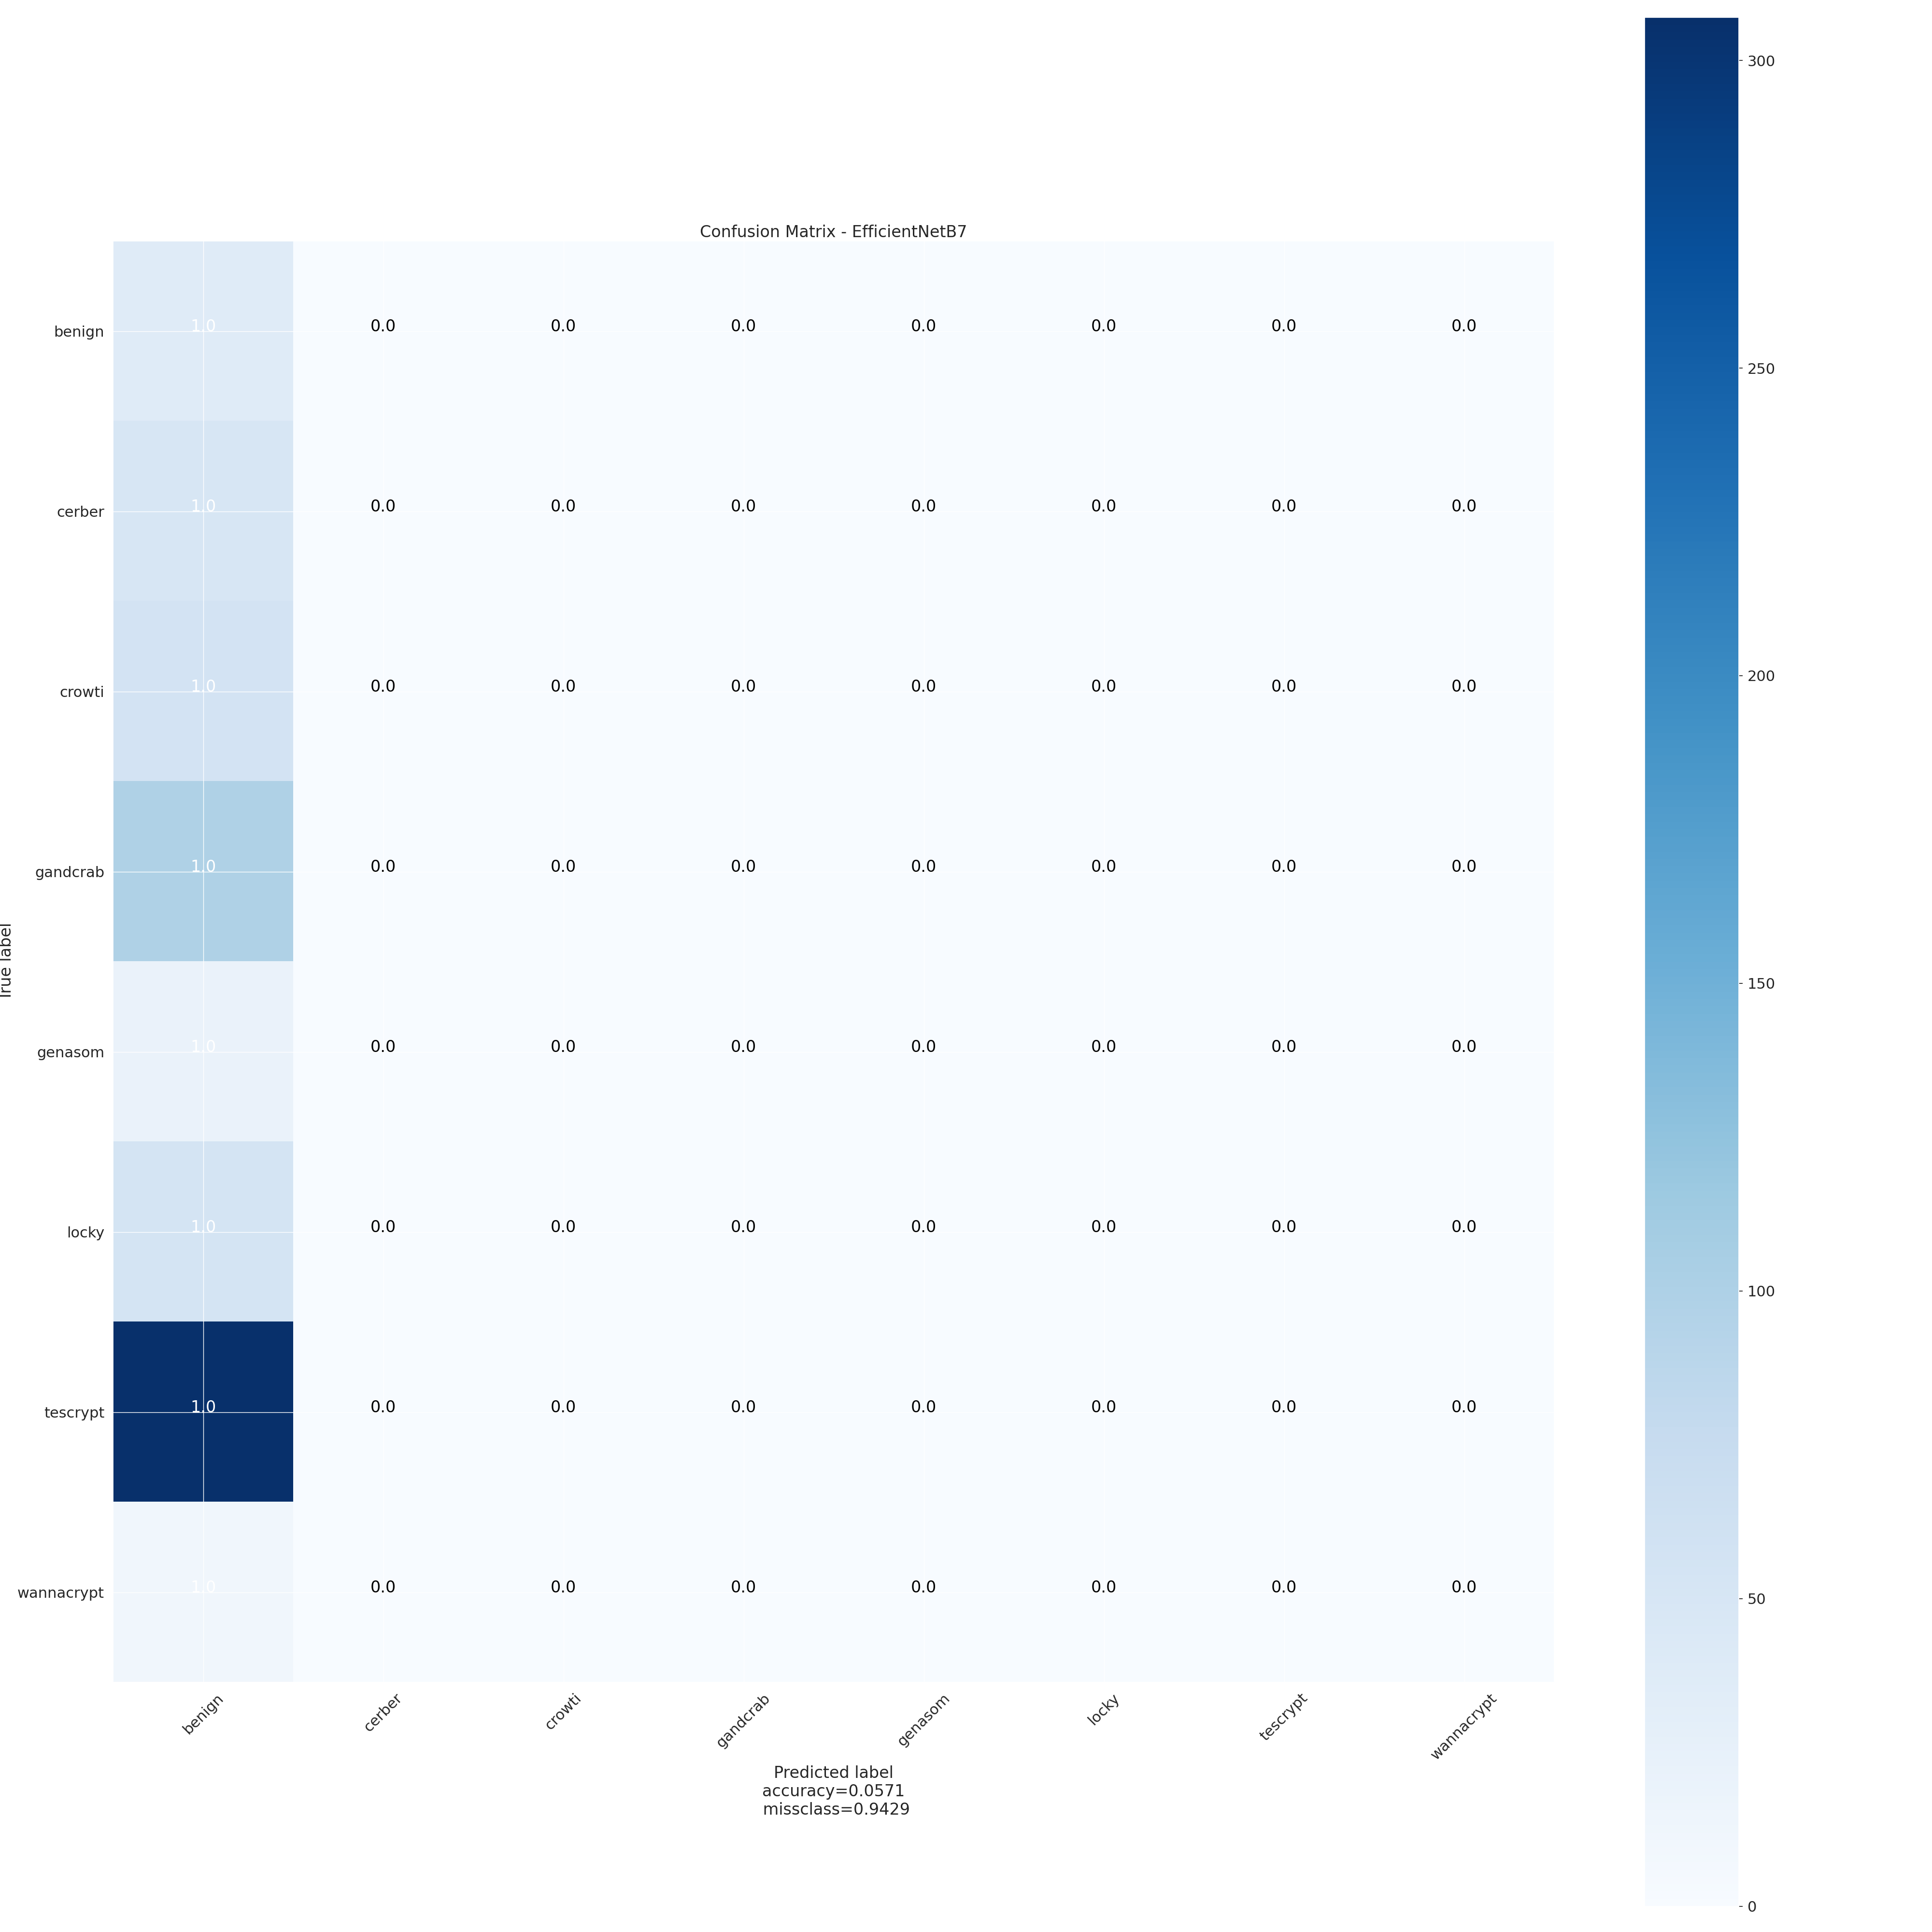 Confusion Matrix - EfficientNetB7
300
250
200
150
100
50
0
True label
benign 1.0 0.0 0.0 0.0 0.0 0.0 0.0 0.0
cerber 1.0 0.0 0.0 0.0 0.0 0.0 0.0 0.0
crowti 1.0 0.0 0.0 0.0 0.0 0.0 0.0 0.0
gandcrab 1.0 0.0 0.0 0.0 0.0 0.0 0.0 0.0
genasom 1.0 0.0 0.0 0.0 0.0 0.0 0.0 0.0
locky 1.0 0.0 0.0 0.0 0.0 0.0 0.0 0.0
tescrypt 1.0 0.0 0.0 0.0 0.0 0.0 0.0 0.0
wannacrypt 1.0 0.0 0.0 0.0 0.0 0.0 0.0 0.0
benign cerber crowti gandcrab genasom locky tescrypt wannacrypt
Predicted label
accuracy=0.0571
missclass=0.9429